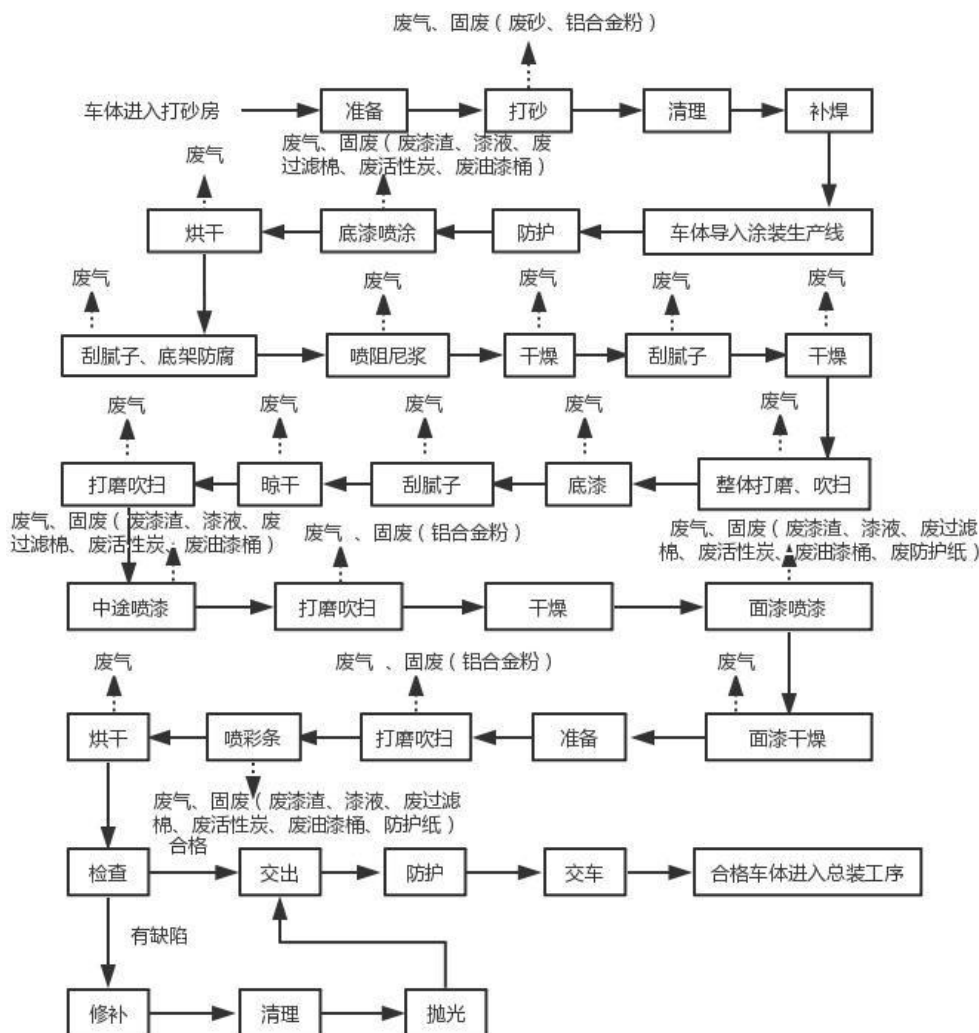 废气、固废（废砂、铝合金粉）
车体进入打砂房
准备
打砂
清理
补焊
废气
废气、固废（废漆渣、漆液、废
过滤棉、废活性炭、废油漆桶）
烘干
底漆喷涂
防护
车体导入涂装生产线
废气
废气
废气
废气
废气
刮腻子、底架防腐
喷阻尼浆
干燥
刮腻子
干燥
废气
废气
废气
废气
废气
打磨吹扫
晾干
刮腻子
底漆
整体打磨、吹扫
废气、固废（废漆渣、漆液、废
过滤棉、废活性炭、废油漆桶）
废气 、固废（铝合金粉）
废气、固废（废漆渣、漆液、废过滤
棉、废活性炭、废油漆桶、废防护纸）
中途喷漆
打磨吹扫
干燥
面漆喷漆
废气
废气 、固废（铝合金粉）
废气
烘干
喷彩条
打磨吹扫
准备
面漆干燥
废气、固废（废漆渣、漆液、废过滤
棉、废活性炭、废油漆桶、防护纸）
合格
检查
交出
防护
交车
合格车体进入总装工序
有缺陷
修补
清理
抛光